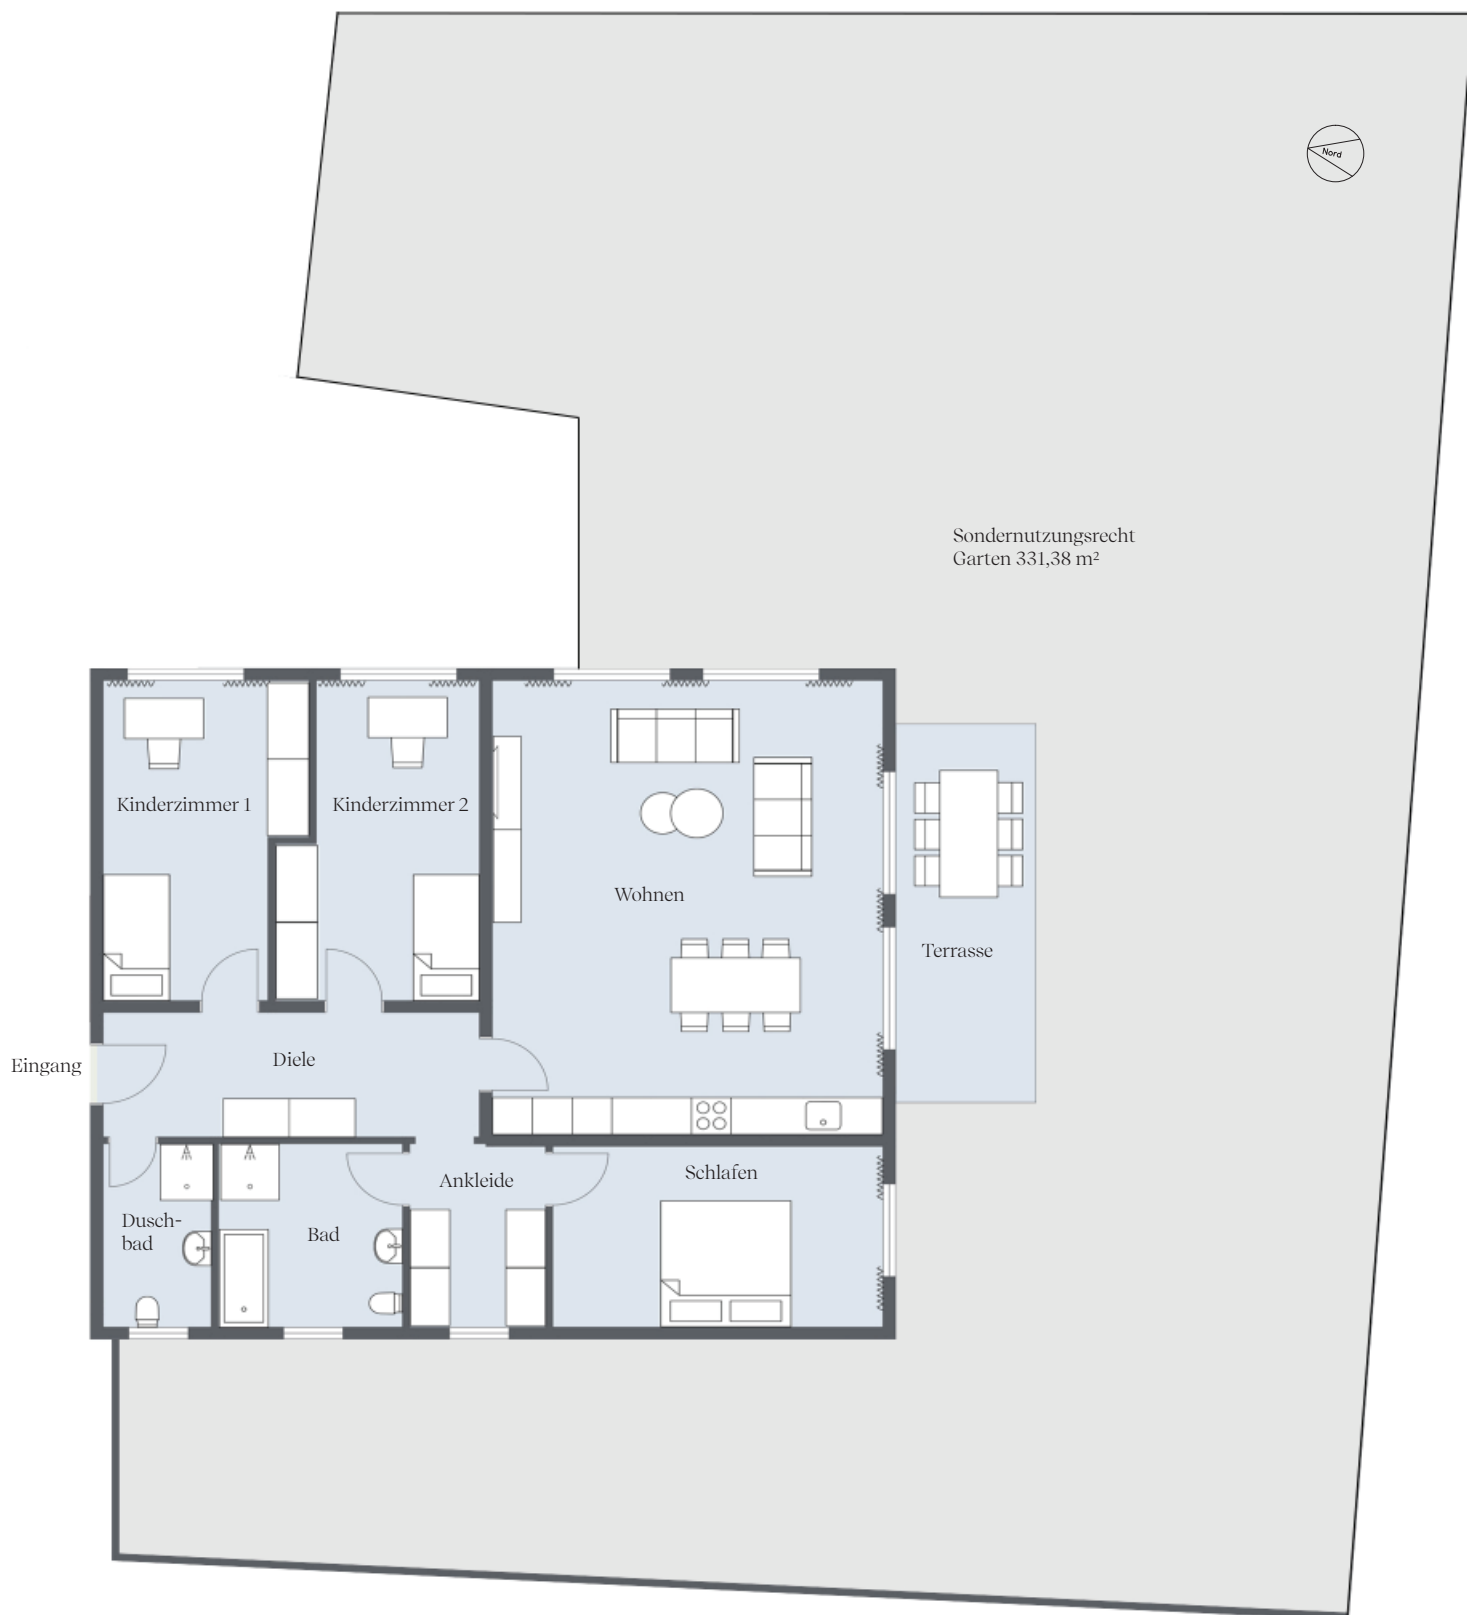 Nord
Sondernutzungsrecht
Garten 331,38 m²
Kinderzimmer 1
Kinderzimmer 2
Wohnen
Terrasse
Eingang
Diele
Ankleide
Schlafen
Dusch-
bad
Bad